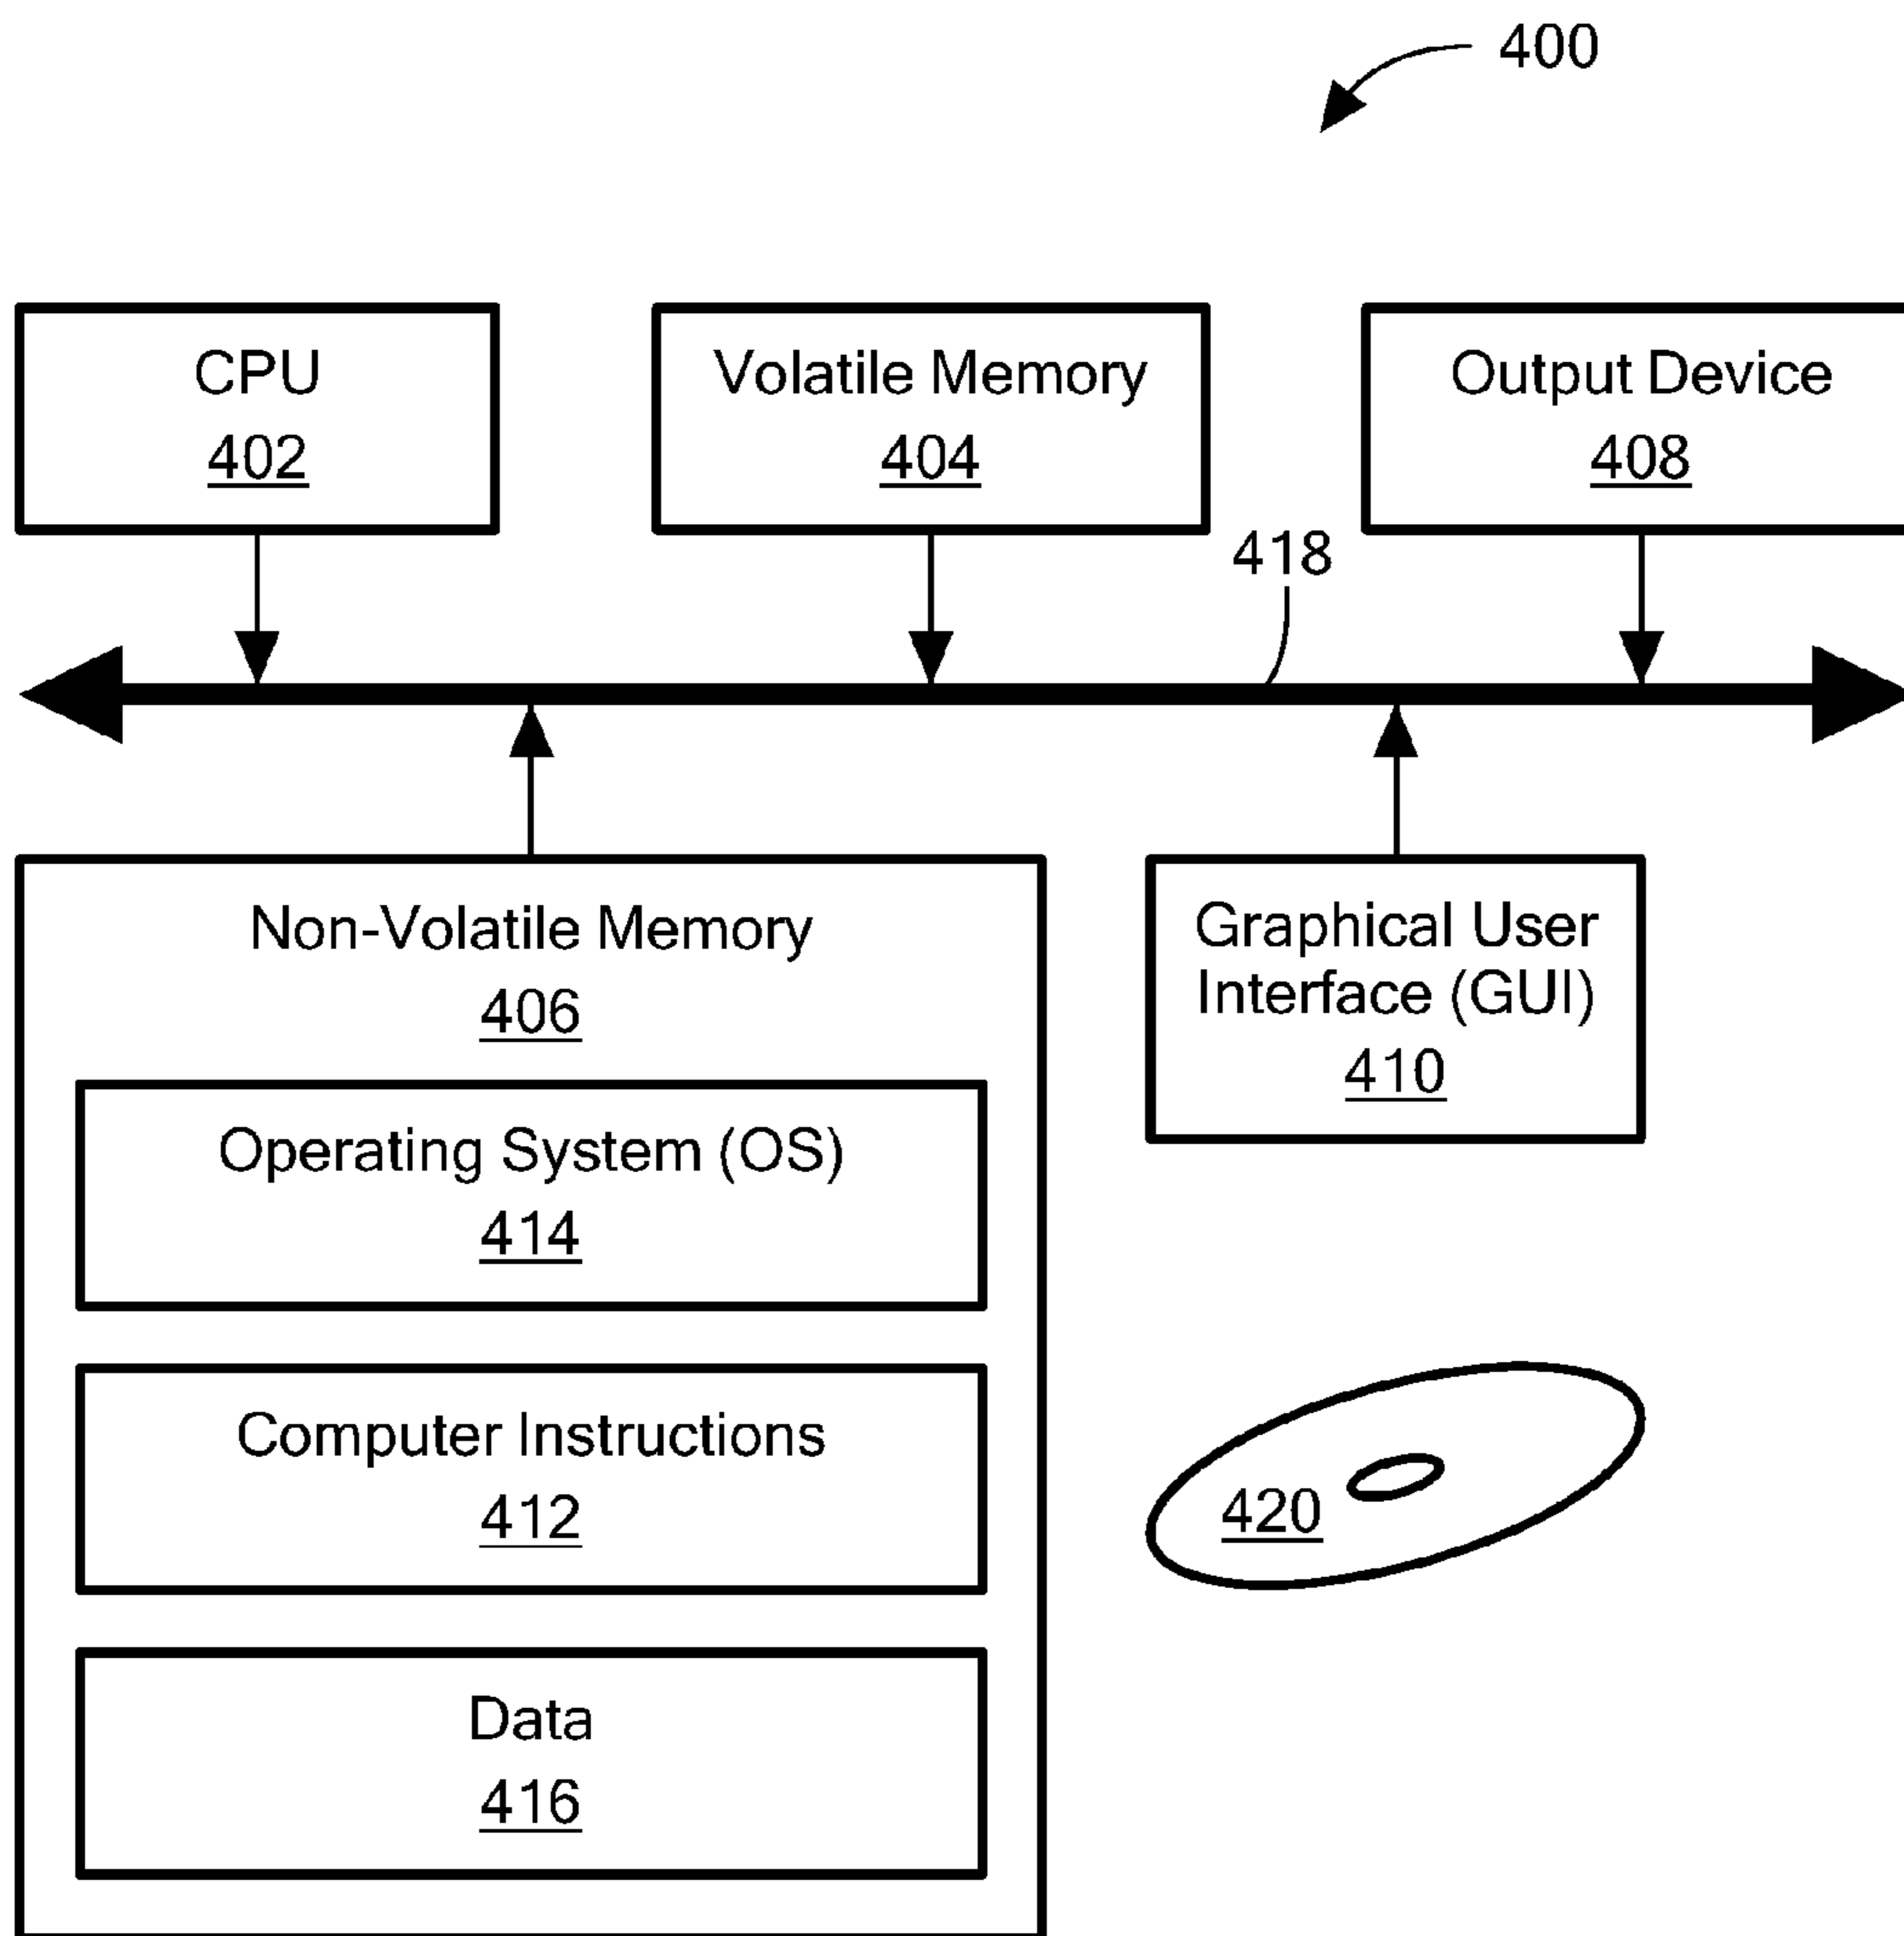 400
CPU
402
Volatile Memory
404
Output Device
408
418
Non-Volatile Memory
406
Operating System (OS)
414
Computer Instructions
412
Data
416
Graphical User
Interface (GUI)
410
420